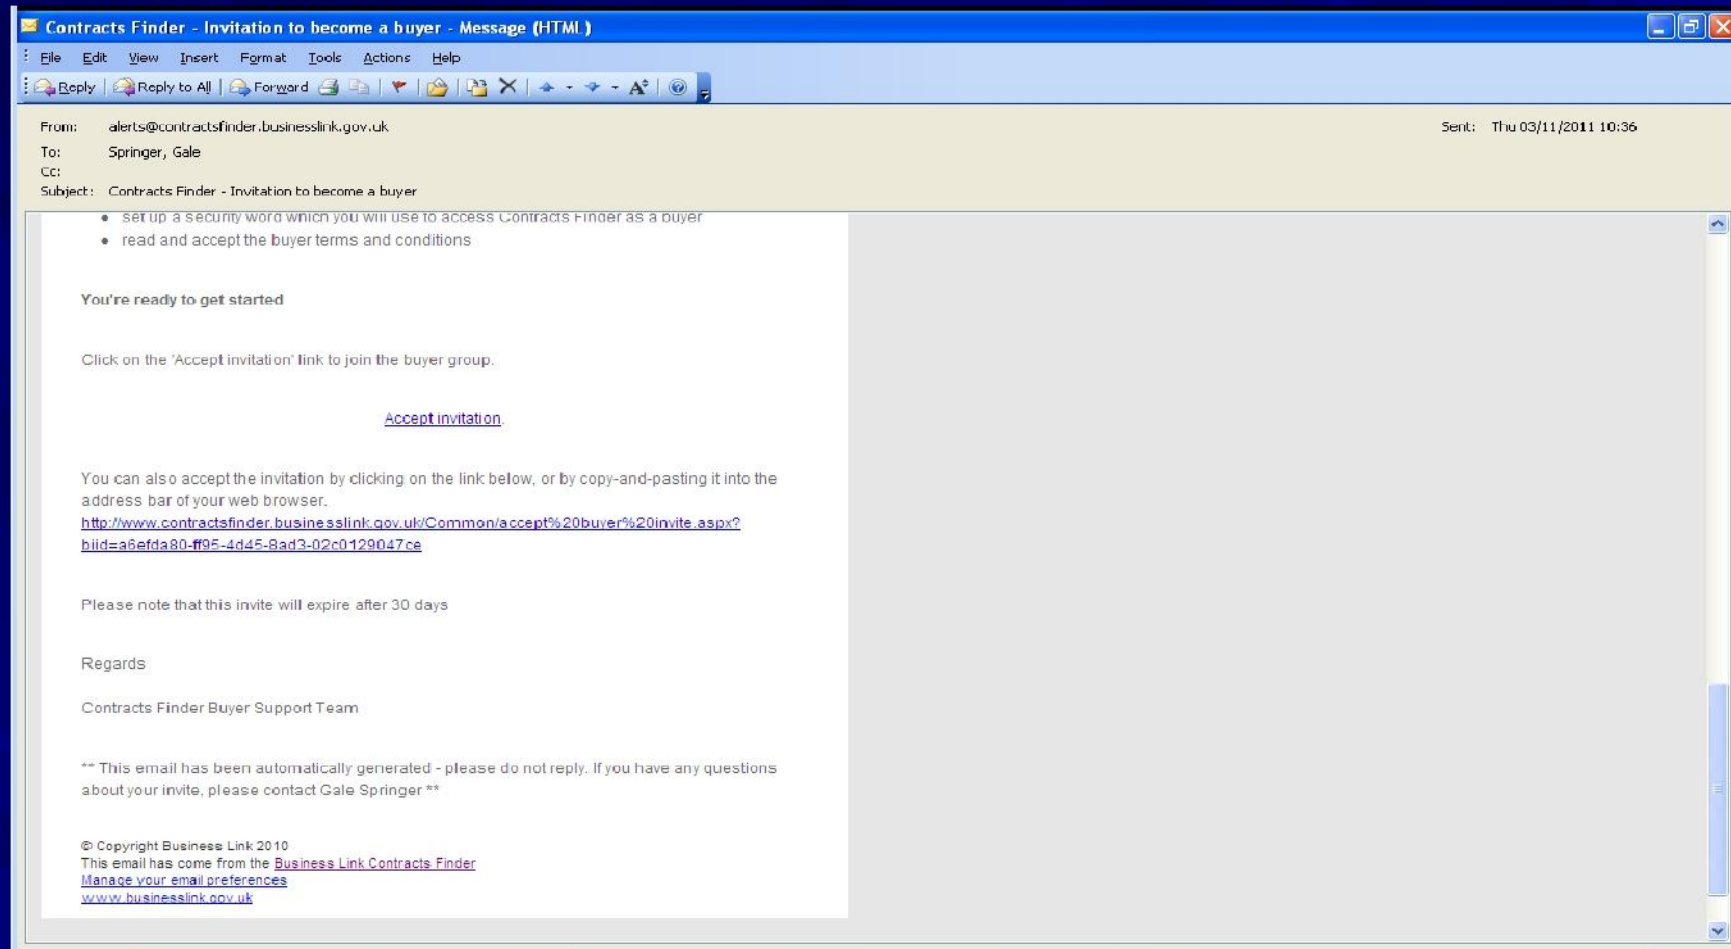 Contracts Finder - Invitation to become a buyer - Message (HTML)
File Edit View Insert Format Tools Actions Help
Reply Reply to All Forward
From: alerts@contractsfinder.businesslink.gov.uk Sent: Thu 03/11/2011 10:36
To: Springer, Gale
Cc:
Subject: Contracts Finder - Invitation to become a buyer
• set up a security word which you will use to access Contracts Finder as a buyer
• read and accept the buyer terms and conditions
You're ready to get started
Click on the 'Accept invitation' link to join the buyer group.
Accept invitation.
You can also accept the invitation by clicking on the link below, or by copy-and-pasting it into the
address bar of your web browser.
http://www.contractsfinder.businesslink.gov.uk/Common/accept%20buyer%20invite.aspx?
biid=a6efda80-ff95-4d45-8ad3-02c0129047ce
Please note that this invite will expire after 30 days
Regards
Contracts Finder Buyer Support Team
** This email has been automatically generated - please do not reply. If you have any questions
about your invite, please contact Gale Springer **
© Copyright Business Link 2010
This email has come from the Business Link Contracts Finder
Manage your email preferences
www.businesslink.gov.uk